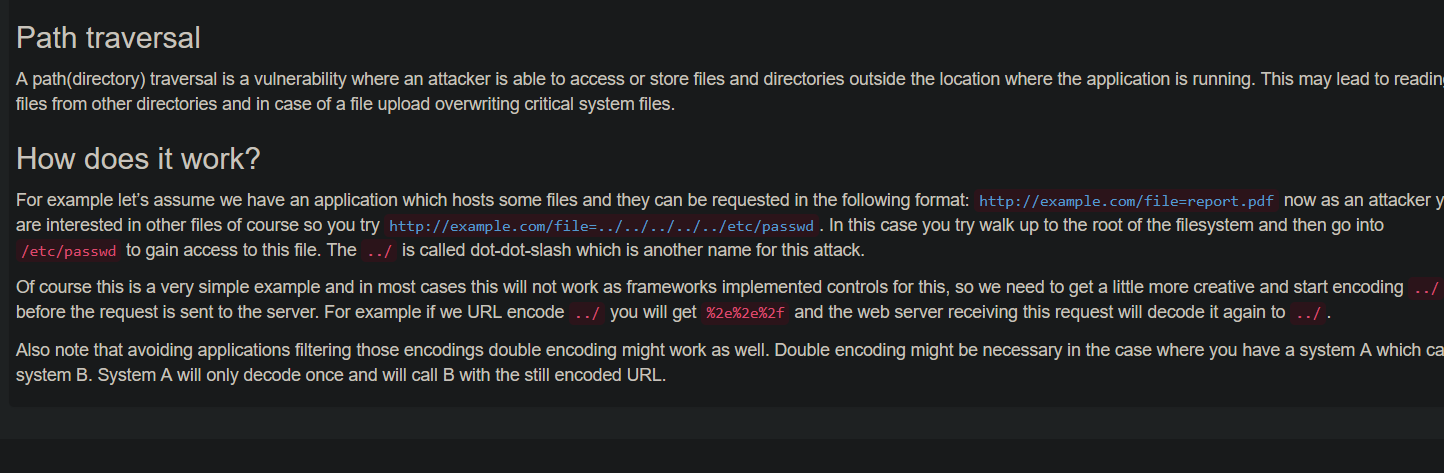 Path traversal
A path(directory) traversal is a vulnerability where an attacker is able to access or store files and directories outside the location where the application is running. This may lead to reading
files from other directories and in case of a file upload overwriting critical system files.
How does it work?
For example let's assume we have an application which hosts some files and they can be requested in the following format: http://example.com/file=report.pdf now as an attacker
are interested in other files of course so you try http://example.com/file=../../../../../etc/passwd . In this case you try walk up to the root of the filesystem and then go into
/etc/passwd to gain access to this file. The ../ is called dot-dot-slash which is another name for this attack.
Of course this is a very simple example and in most cases this will not work as frameworks implemented controls for this, so we need to get a little more creative and start encoding ../
before the request is sent to the server. For example if we URL encode ../ you will get %2e%2e%2f and the web server receiving this request will decode it again to ../ .
Also note that avoiding applications filtering those encodings double encoding might work as well. Double encoding might be necessary in the case where you have a system A which
system B. System A will only decode once and will call B with the still encoded URL.